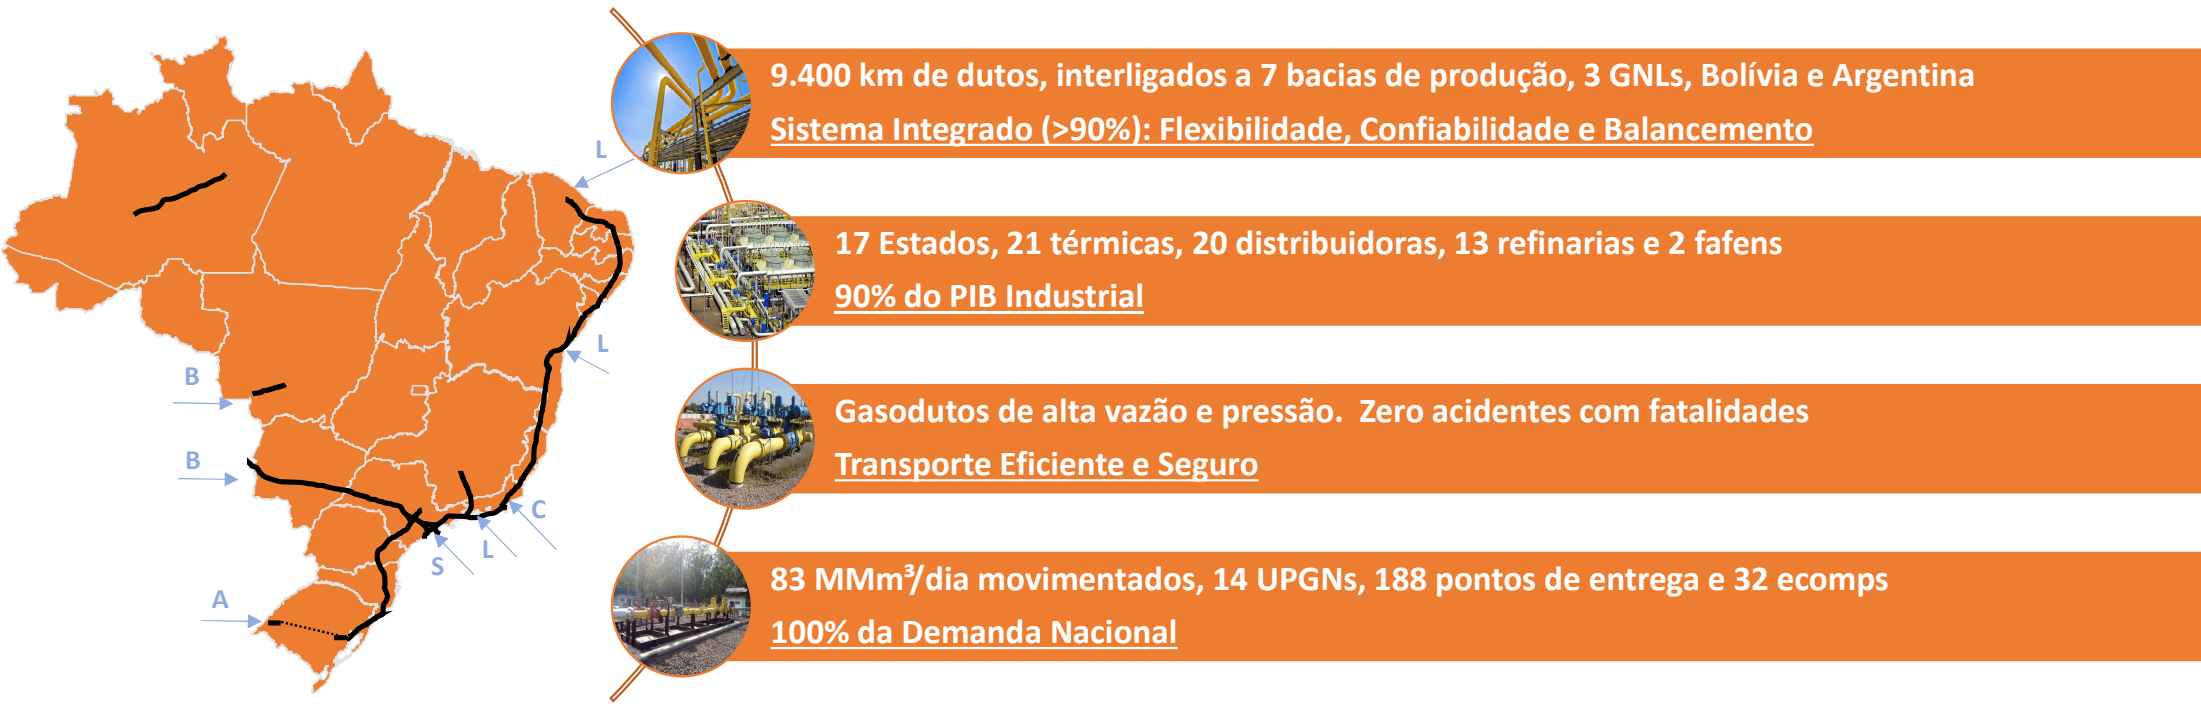 9.400 km de dutos, interligados a 7 bacias de produção, 3 GNLs, Bolívia e Argentina
Sistema Integrado (>90%): Flexibilidade, Confiabilidade e Balancemento
L
17 Estados, 21 térmicas, 20 distribuidoras, 13 refinarias e 2 fafens
90% do PIB Industrial
L
B
Gasodutos de alta vazão e pressão.  Zero acidentes com fatalidades
Transporte Eficiente e Seguro
B
C
L
S
A
83 MMm³/dia movimentados, 14 UPGNs, 188 pontos de entrega e 32 ecomps
100% da Demanda Nacional